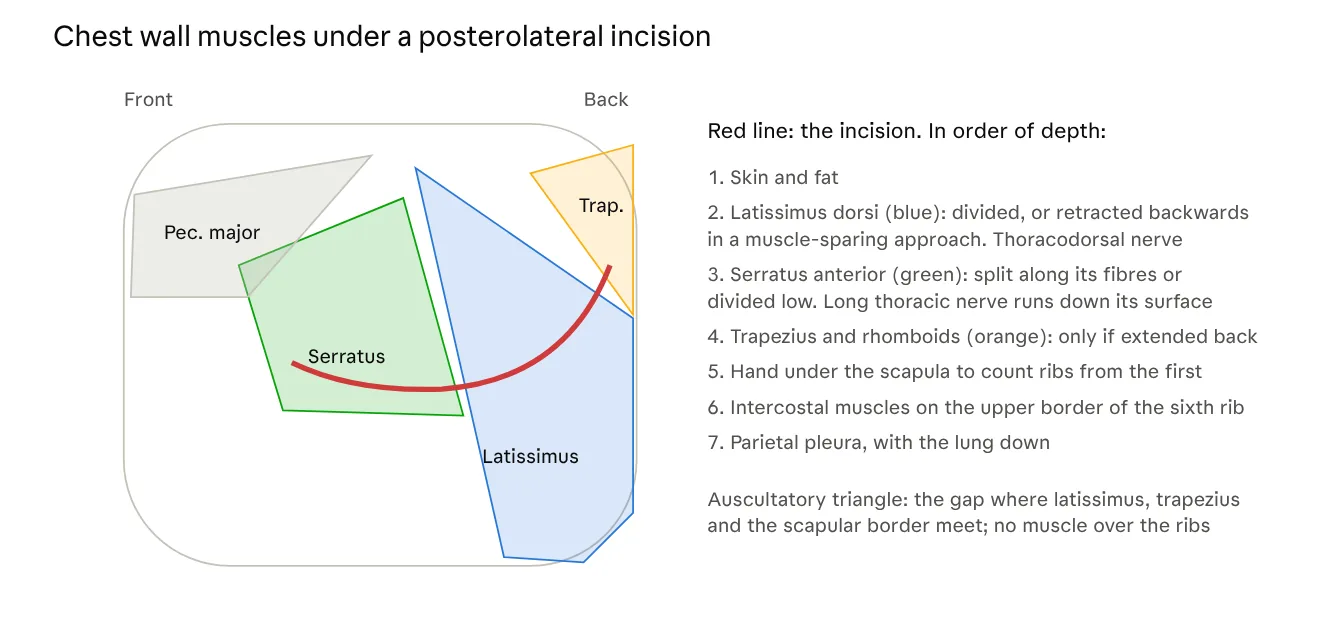 Chest wall muscles under a posterolateral incision
Front
Back
Pec. major
Trap.
Serratus
Latissimus
Red line: the incision. In order of depth:
1. Skin and fat
2. Latissimus dorsi (blue): divided, or retracted backwards
in a muscle-sparing approach. Thoracodorsal nerve
3. Serratus anterior (green): split along its fibres or
divided low. Long thoracic nerve runs down its surface
4. Trapezius and rhomboids (orange): only if extended back
5. Hand under the scapula to count ribs from the first
6. Intercostal muscles on the upper border of the sixth rib
7. Parietal pleura, with the lung down
Auscultatory triangle: the gap where latissimus, trapezius
and the scapular border meet; no muscle over the ribs